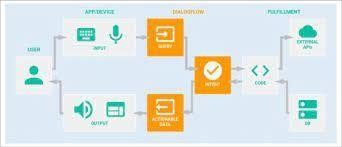 APP/DEVICE
DIALOGFLOW
FULFILLMENT
USER
INPUT
QUERY
EXTERNAL
APIs
INTENT
CODE
OUTPUT
ACTIONABLE
DATA
DB